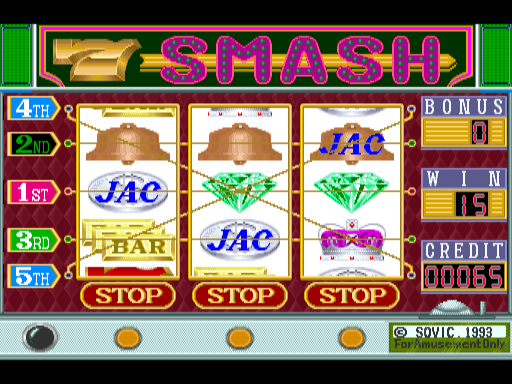 7 SMASH
4TH
2ND
1ST
3RD
5TH
JAC
JAC
BAR
JAC
STOP STOP STOP
BONUS
0
WIN
15
CREDIT
00065
© SOVIC. 1993
For Amusement Only